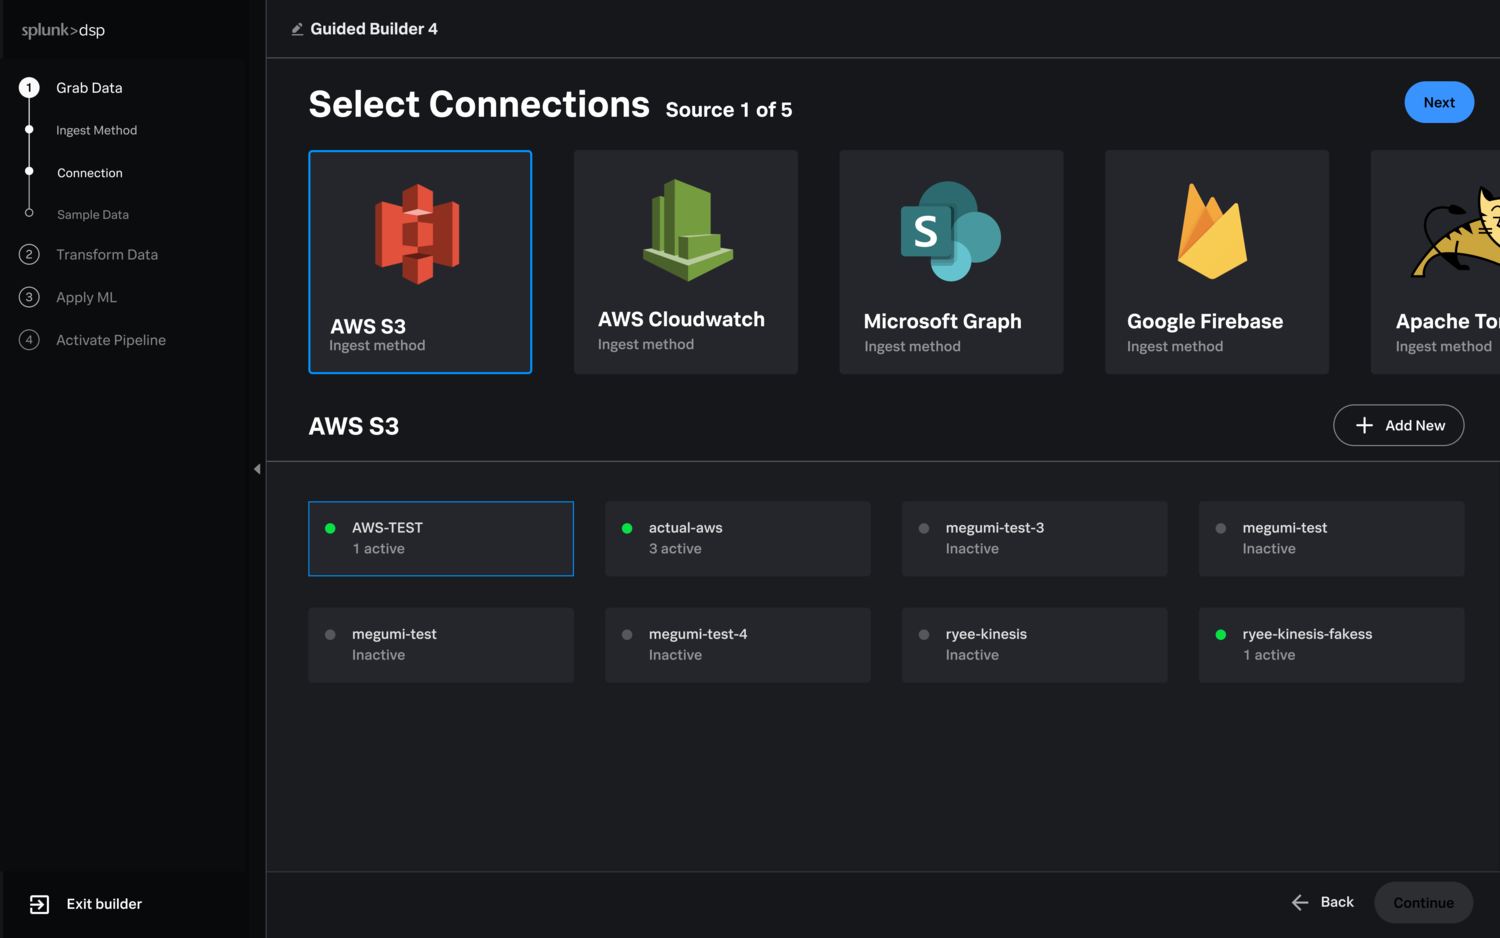 splunk>dsp
1
Grab Data
Ingest Method
Connection
Sample Data
2
Transform Data
3
Apply ML
4
Activate Pipeline
Exit builder
Guided Builder 4
Select Connections Source 1 of 5
Next
AWS S3
Ingest method
AWS Cloudwatch
Ingest method
S
Microsoft Graph
Ingest method
Google Firebase
Ingest method
Apache
Ingest method
AWS S3
Add New
AWS-TEST
1 active
actual-aws
3 active
megumi-test-3
Inactive
megumi-test
Inactive
megumi-test
Inactive
megumi-test-4
Inactive
ryee-kinesis
Inactive
ryee-kinesis-fakess
1 active
Back
Continue